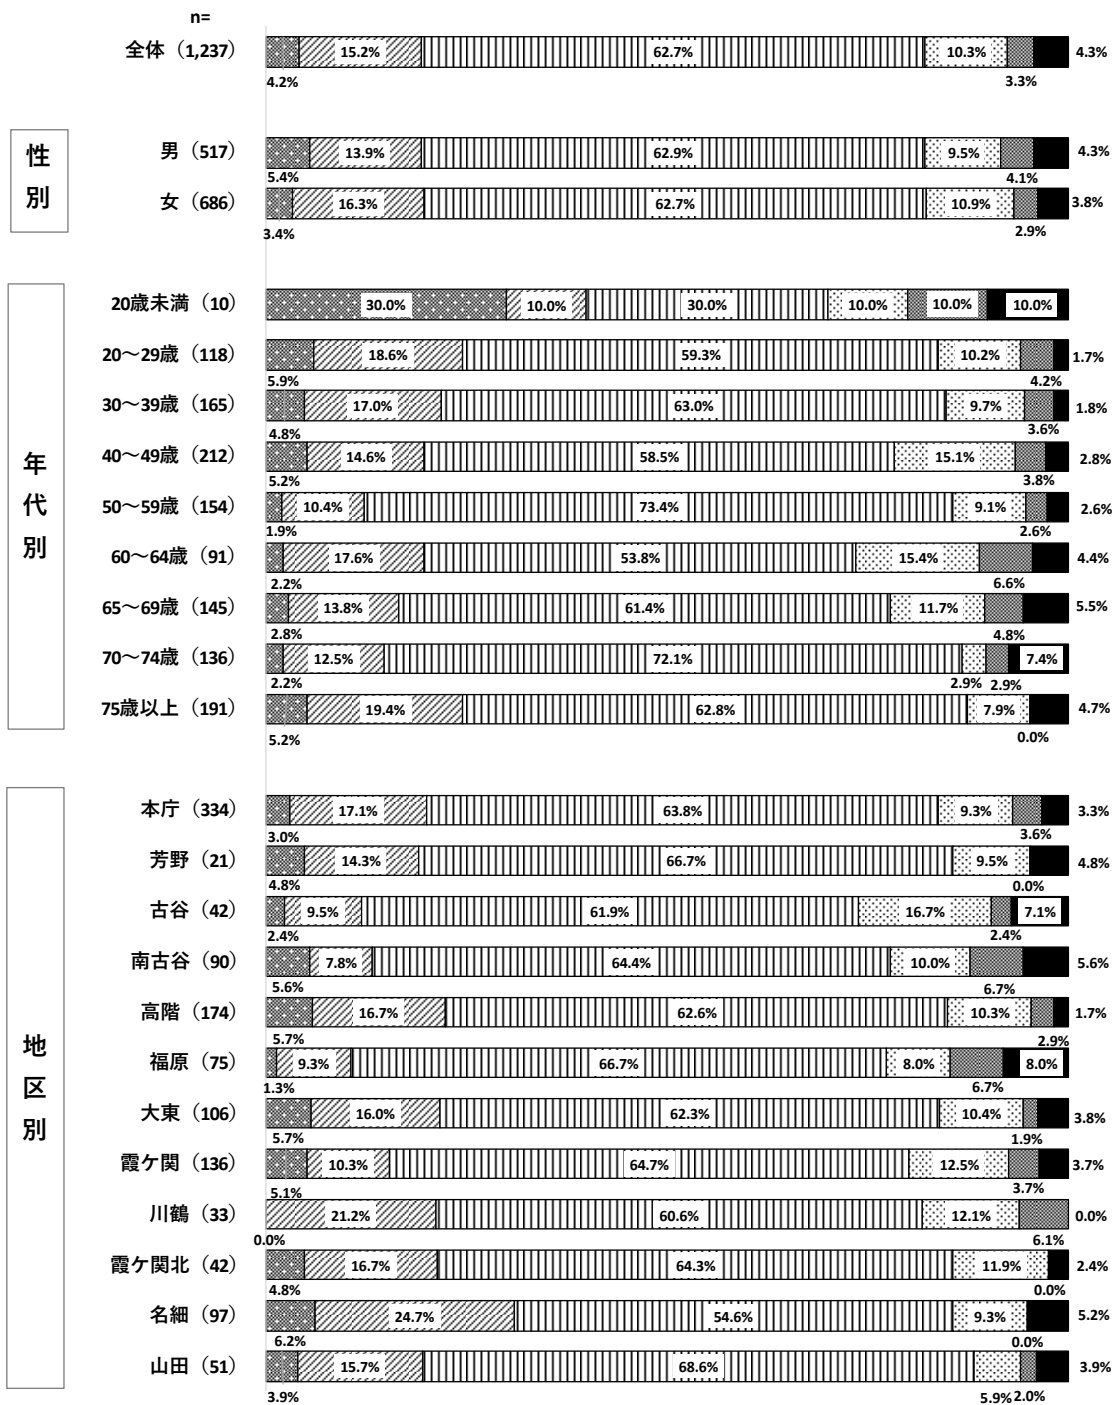 n=
全体（1,237）
15.2% 62.7% 10.3% 4.3%
4.2% 3.3%
性別
男（517）
13.9% 62.9% 9.5% 4.3%
5.4% 4.1%
女（686）
16.3% 62.7% 10.9% 3.8%
3.4% 2.9%
年代別
20歳未満（10）
30.0% 10.0% 30.0% 10.0% 10.0% 10.0%
20～29歳（118）
18.6% 59.3% 10.2% 1.7%
5.9% 4.2%
30～39歳（165）
17.0% 63.0% 9.7% 1.8%
4.8% 3.6%
40～49歳（212）
14.6% 58.5% 15.1% 2.8%
5.2% 3.8%
50～59歳（154）
10.4% 73.4% 9.1% 2.6%
1.9% 2.6%
60～64歳（91）
17.6% 53.8% 15.4% 4.4%
2.2% 6.6%
65～69歳（145）
13.8% 61.4% 11.7% 5.5%
2.8% 4.8%
70～74歳（136）
12.5% 72.1% 7.4%
2.2% 2.9% 2.9%
75歳以上（191）
19.4% 62.8% 7.9% 4.7%
5.2% 0.0%
地区別
本庁（334）
17.1% 63.8% 9.3% 3.3%
3.0% 3.6%
芳野（21）
14.3% 66.7% 9.5% 4.8%
4.8% 0.0%
古谷（42）
9.5% 61.9% 16.7% 7.1%
2.4% 2.4%
南古谷（90）
7.8% 64.4% 10.0% 5.6%
5.6% 6.7%
高階（174）
16.7% 62.6% 10.3% 1.7%
5.7% 2.9%
福原（75）
9.3% 66.7% 8.0% 8.0%
1.3% 6.7%
大東（106）
16.0% 62.3% 10.4% 3.8%
5.7% 1.9%
霞ケ関（136）
10.3% 64.7% 12.5% 3.7%
5.1% 3.7%
川鶴（33）
21.2% 60.6% 12.1% 0.0%
0.0% 6.1%
霞ケ関北（42）
16.7% 64.3% 11.9% 2.4%
4.8% 0.0%
名細（97）
24.7% 54.6% 9.3% 5.2%
6.2% 0.0%
山田（51）
15.7% 68.6% 3.9%
3.9% 5.9% 2.0%